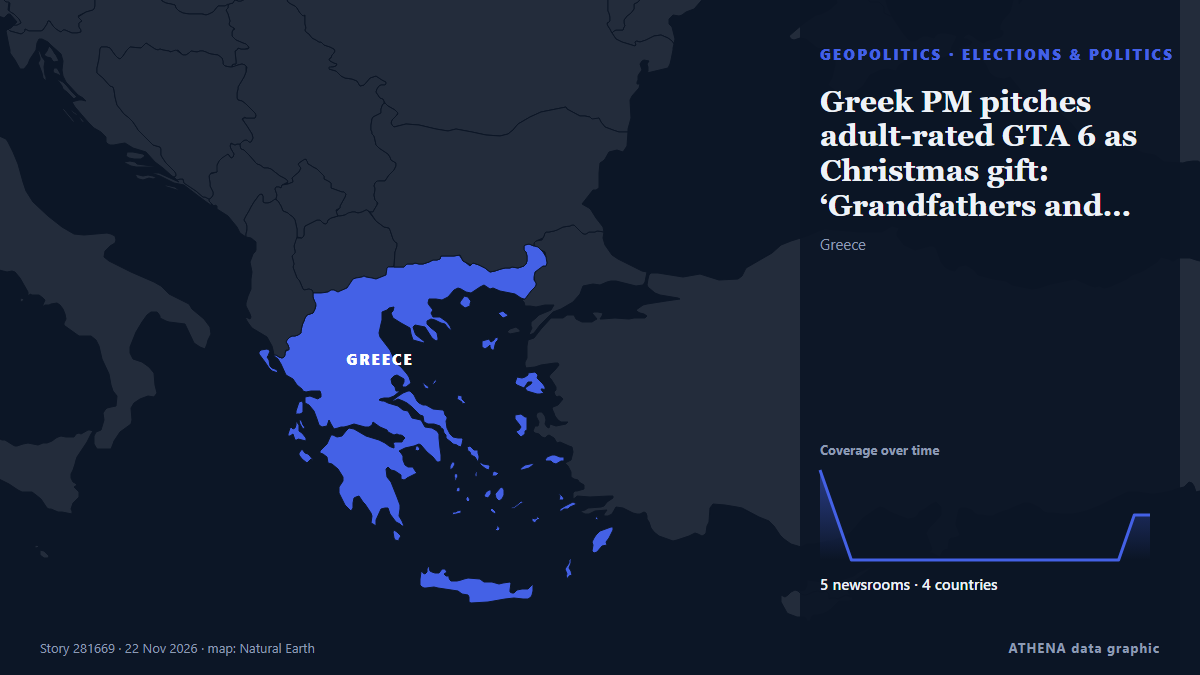 GEOPOLITICS · ELECTIONS & POLITICS
Greek PM pitches
adult-rated GTA 6 as
Christmas gift:
‘Grandfathers and...
Greece
GREECE
Coverage over time
5 newsrooms · 4 countries
Story 281669 · 22 Nov 2026 · map: Natural Earth
ATHENA data graphic